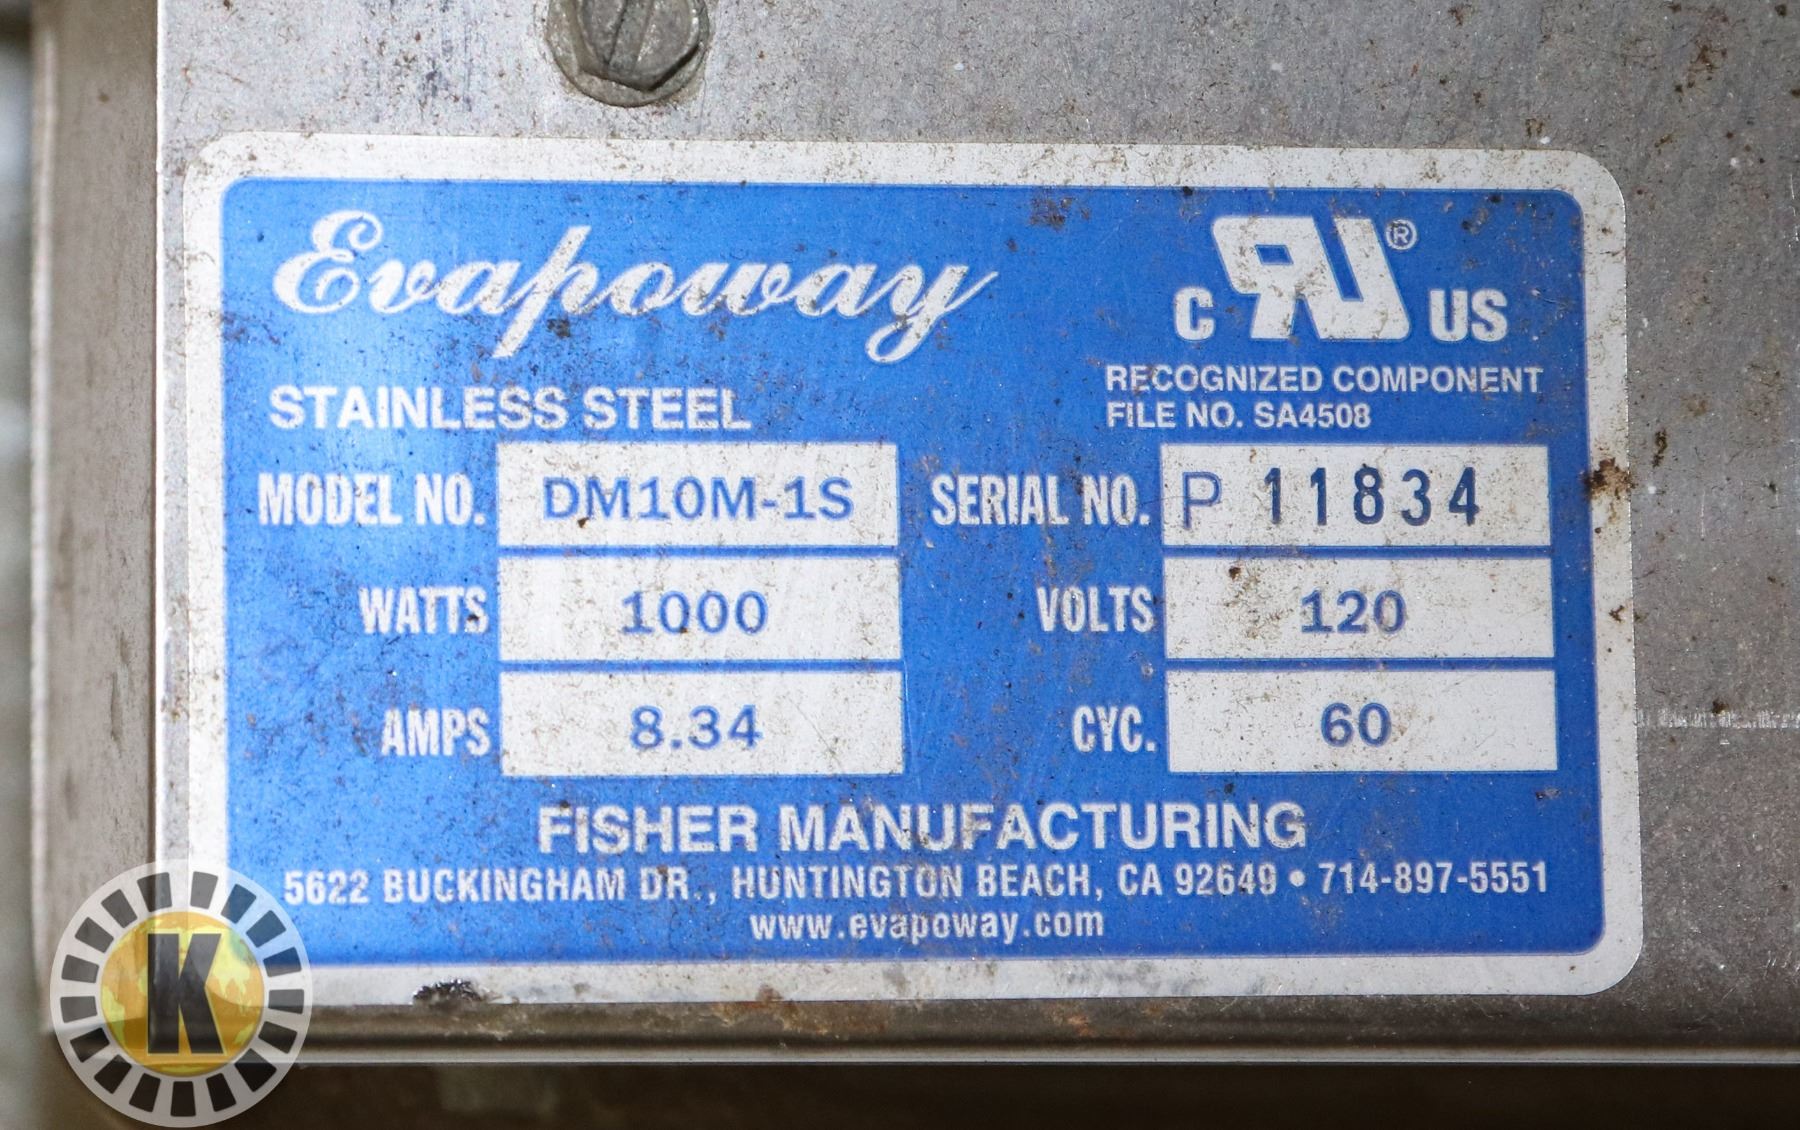 Evapoway
c RU® US
RECOGNIZED COMPONENT
FILE NO. SA4508
STAINLESS STEEL
MODEL NO. DM10M-1S SERIAL NO. P 11834
WATTS 1000 VOLTS 120
AMPS 8.34 CYC. 60
FISHER MANUFACTURING
5622 BUCKINGHAM DR., HUNTINGTON BEACH, CA 92649 • 714-897-5551
www.evapoway.com
K